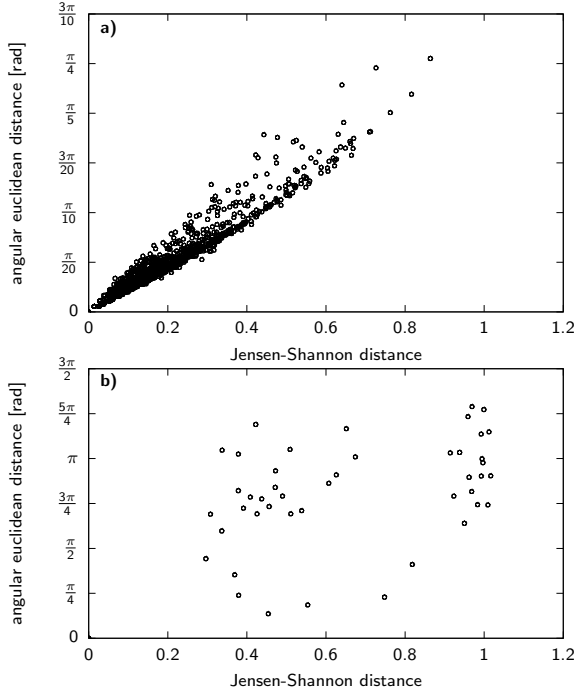 a)
3π/10
π/4
π/5
3π/20
π/10
π/20
0
angular euclidean distance [rad]
0 0.2 0.4 0.6 0.8 1 1.2
Jensen-Shannon distance
b)
3π/2
5π/4
π
3π/4
π/2
π/4
0
angular euclidean distance [rad]
0 0.2 0.4 0.6 0.8 1 1.2
Jensen-Shannon distance